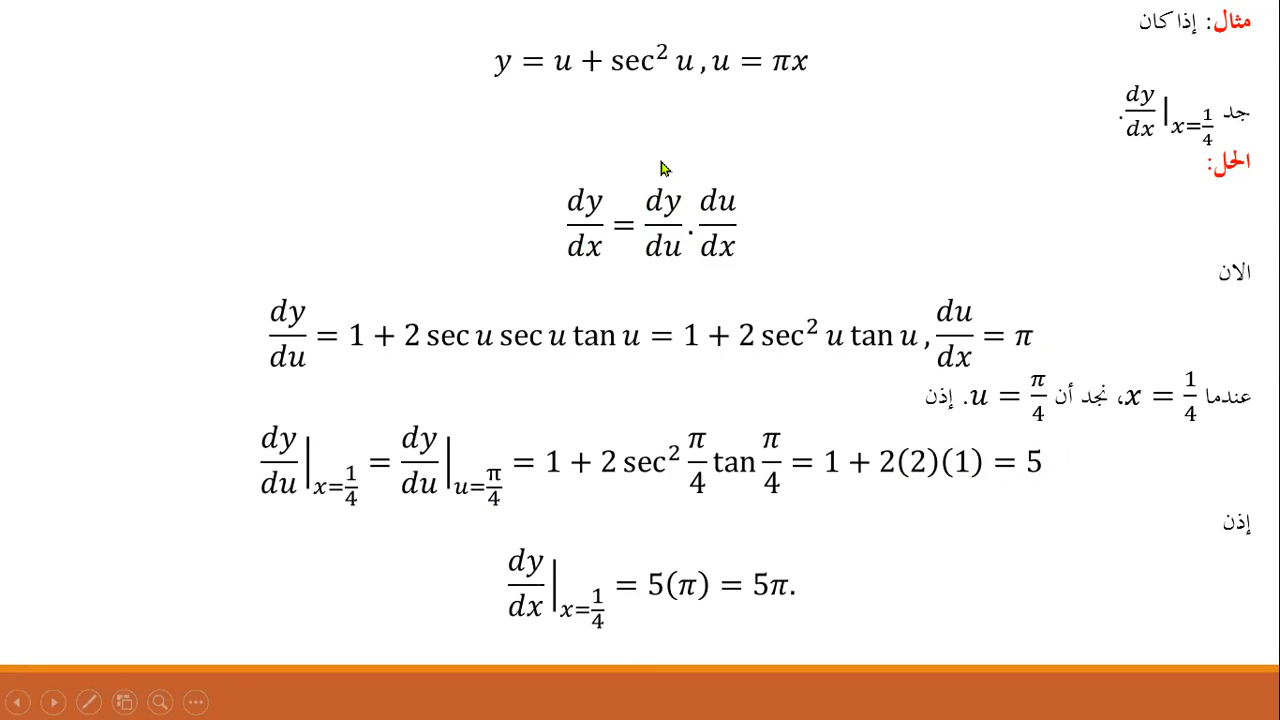 مثال: إذا كان
y = u + sec² u , u = πx
جد dy/dx |ₓ₌₁/₄.
الحل:
dy/dx = dy/du . du/dx
الان
dy/du = 1 + 2 sec u sec u tan u = 1 + 2 sec² u tan u , du/dx = π
عندما x = 1/4، نجد أن u = π/4. إذن
dy/du |ₓ₌₁/₄ = dy/du |ᵤ₌π/₄ = 1 + 2 sec² π/4 tan π/4 = 1 + 2(2)(1) = 5
إذن
dy/dx |ₓ₌₁/₄ = 5(π) = 5π.